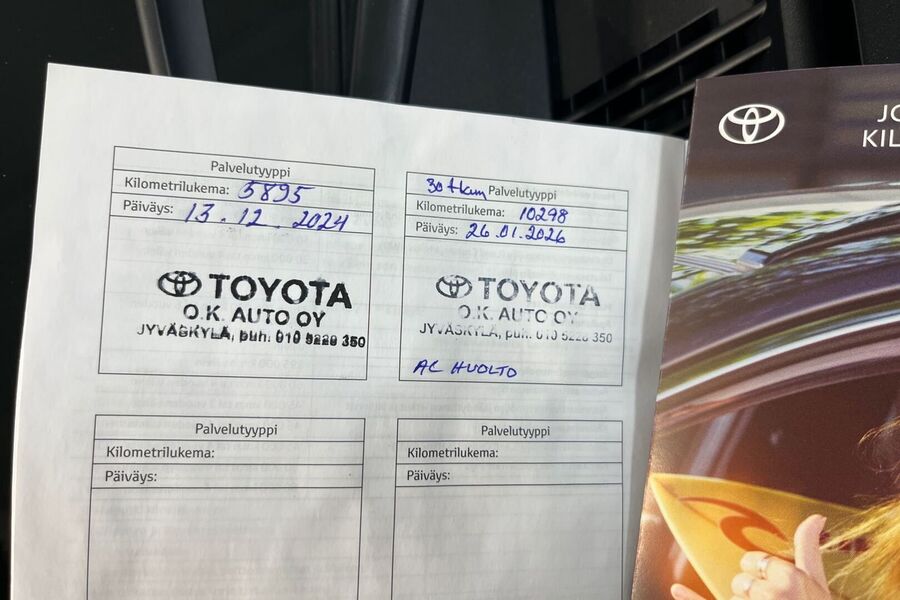 Palvelutyyppi
Kilometrilukema: 5895
Päiväys: 13.12.2024
TOYOTA
O.K. AUTO OY
JYVÄSKYLÄ, puh. 010 5220 350
30 tkm Palvelutyyppi
Kilometrilukema: 10298
Päiväys: 26.01.2026
TOYOTA
O.K. AUTO OY
JYVÄSKYLÄ, puh. 010 5220 350
AC HUOLTO
Palvelutyyppi
Kilometrilukema:
Päiväys:
Palvelutyyppi
Kilometrilukema:
Päiväys: